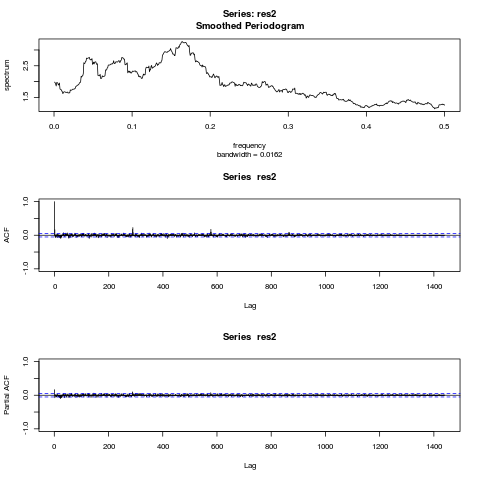 Series: res2
Smoothed Periodogram
spectrum
1.5 2.5
0.0 0.1 0.2 0.3 0.4 0.5
frequency
bandwidth = 0.0162
Series res2
ACF
-1.0 0.0 1.0
0 200 400 600 800 1000 1200 1400
Lag
Series res2
Partial ACF
-1.0 0.0 1.0
0 200 400 600 800 1000 1200 1400
Lag